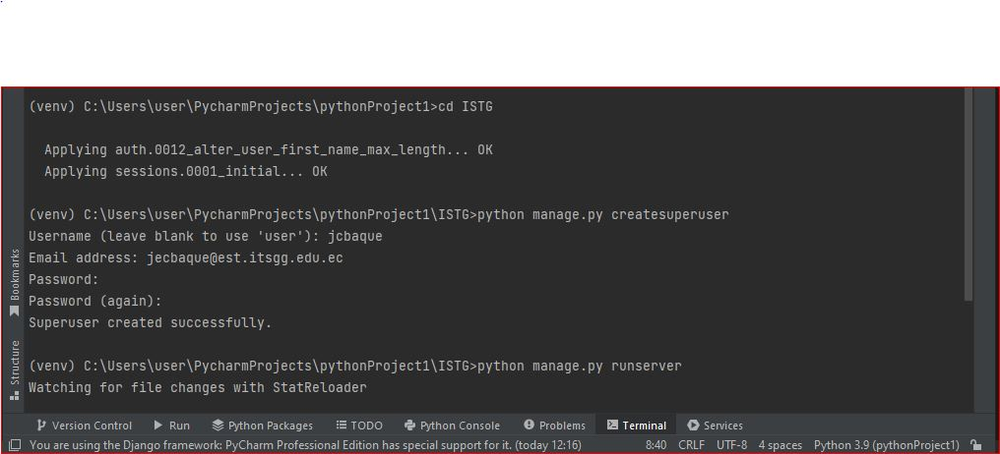 (venv) C:\Users\user\PycharmProjects\pythonProject1>cd ISTG
Applying auth.0012_alter_user_first_name_max_length... OK
Applying sessions.0001_initial... OK
(venv) C:\Users\user\PycharmProjects\pythonProject1\ISTG>python manage.py createsuperuser
Username (leave blank to use 'user'): jcbaque
Email address: jecbaque@est.itsgg.edu.ec
Password:
Password (again):
Superuser created successfully.
(venv) C:\Users\user\PycharmProjects\pythonProject1\ISTG>python manage.py runserver
Watching for file changes with StatReloader
Bookmarks
Structure
Version Control Run Python Packages TODO Python Console Problems Terminal Services
You are using the Django framework: PyCharm Professional Edition has special support for it. (today 12:16) 8:40 CRLF UTF-8 4 spaces Python 3.9 (pythonProject1)